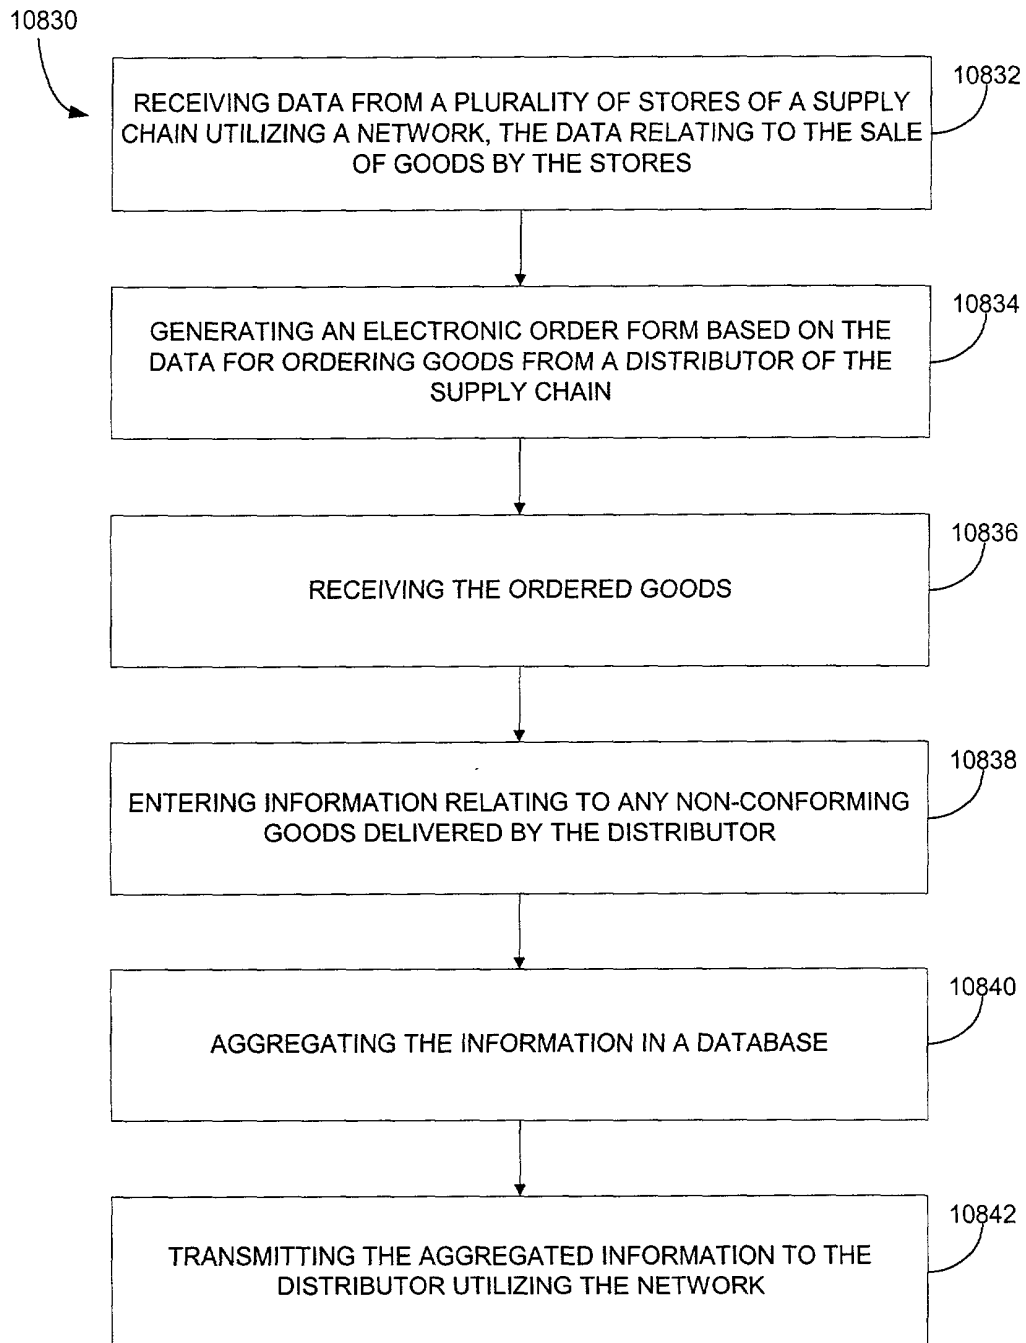 10830
10832
RECEIVING DATA FROM A PLURALITY OF STORES OF A SUPPLY
CHAIN UTILIZING A NETWORK, THE DATA RELATING TO THE SALE
OF GOODS BY THE STORES
10834
GENERATING AN ELECTRONIC ORDER FORM BASED ON THE
DATA FOR ORDERING GOODS FROM A DISTRIBUTOR OF THE
SUPPLY CHAIN
10836
RECEIVING THE ORDERED GOODS
10838
ENTERING INFORMATION RELATING TO ANY NON-CONFORMING
GOODS DELIVERED BY THE DISTRIBUTOR
10840
AGGREGATING THE INFORMATION IN A DATABASE
10842
TRANSMITTING THE AGGREGATED INFORMATION TO THE
DISTRIBUTOR UTILIZING THE NETWORK